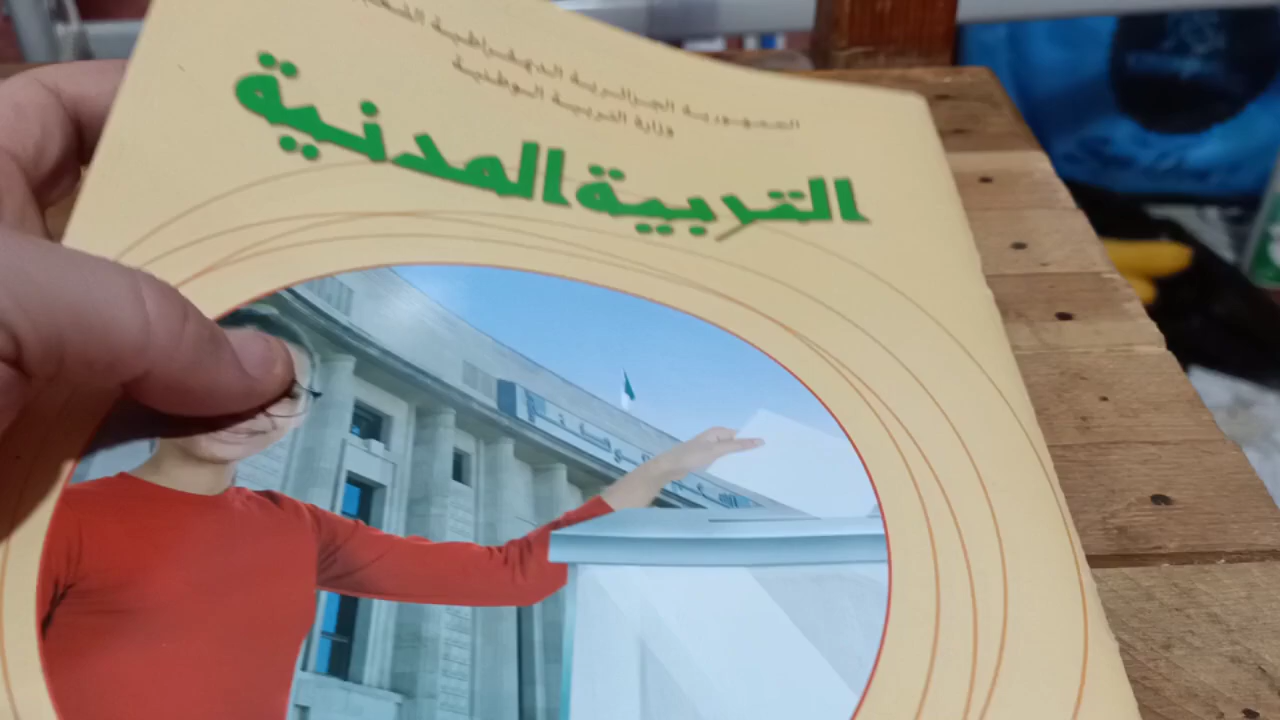 الجمهورية الجزائرية الديمقراطية الشعبية
وزارة التربية الوطنية
التربية المدنية